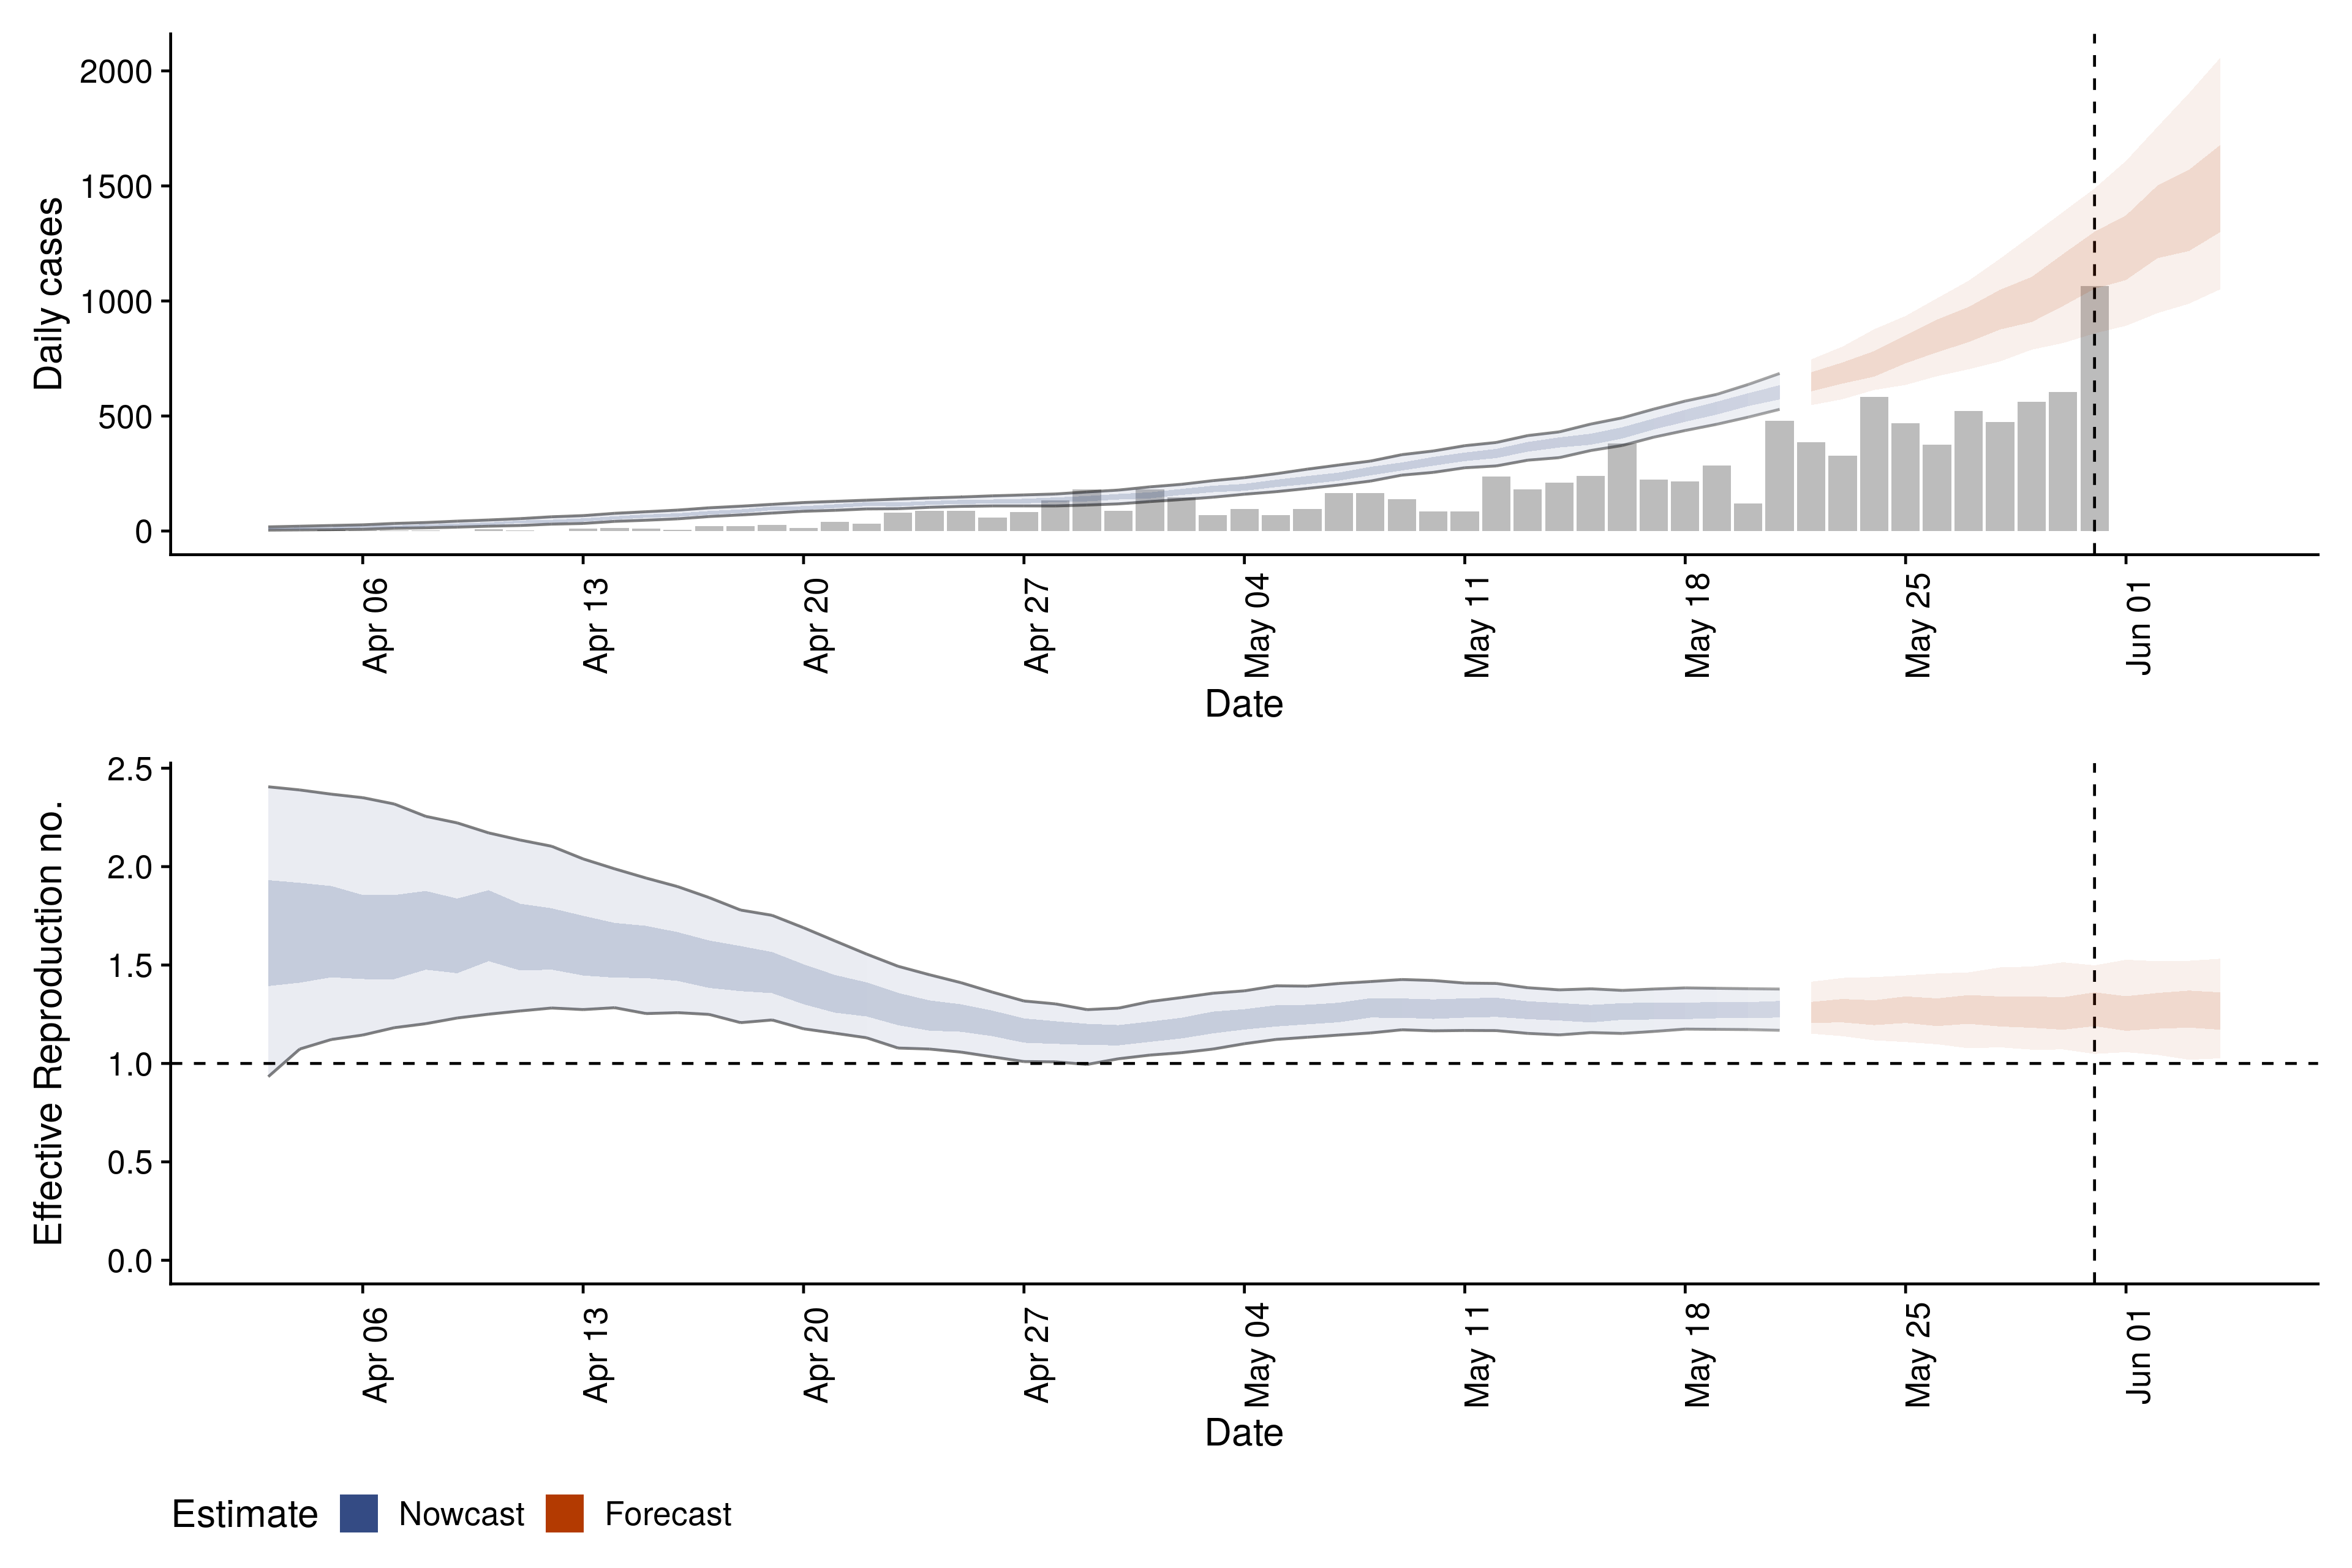 2000
1500
1000
500
0
Daily cases
Apr 06
Apr 13
Apr 20
Apr 27
May 04
May 11
May 18
May 25
Jun 01
Date
2.5
2.0
1.5
1.0
0.5
0.0
Effective Reproduction no.
Apr 06
Apr 13
Apr 20
Apr 27
May 04
May 11
May 18
May 25
Jun 01
Date
Estimate Nowcast Forecast